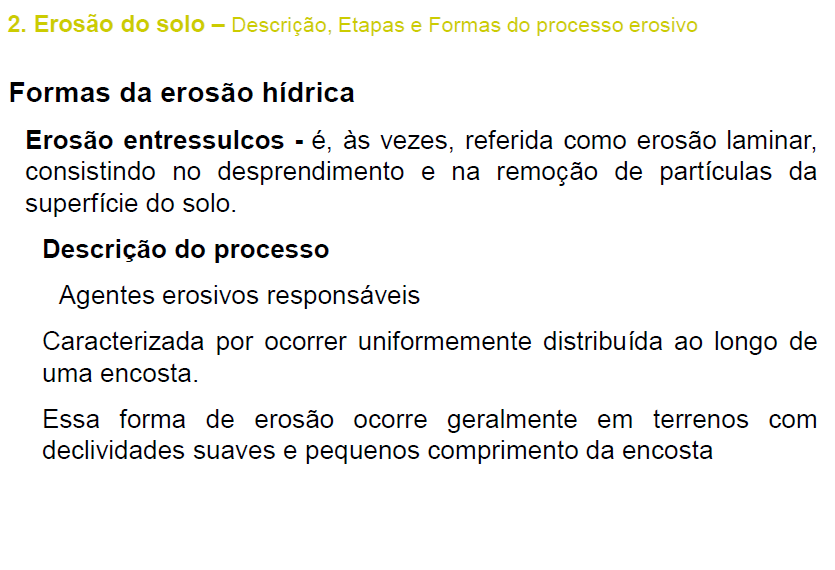 2. Erosão do solo – Descrição, Etapas e Formas do processo erosivo
Formas da erosão hídrica
Erosão entressulcos - é, às vezes, referida como erosão laminar,
consistindo no desprendimento e na remoção de partículas da
superfície do solo.
Descrição do processo
Agentes erosivos responsáveis
Caracterizada por ocorrer uniformemente distribuída ao longo de
uma encosta.
Essa forma de erosão ocorre geralmente em terrenos com
declividades suaves e pequenos comprimento da encosta